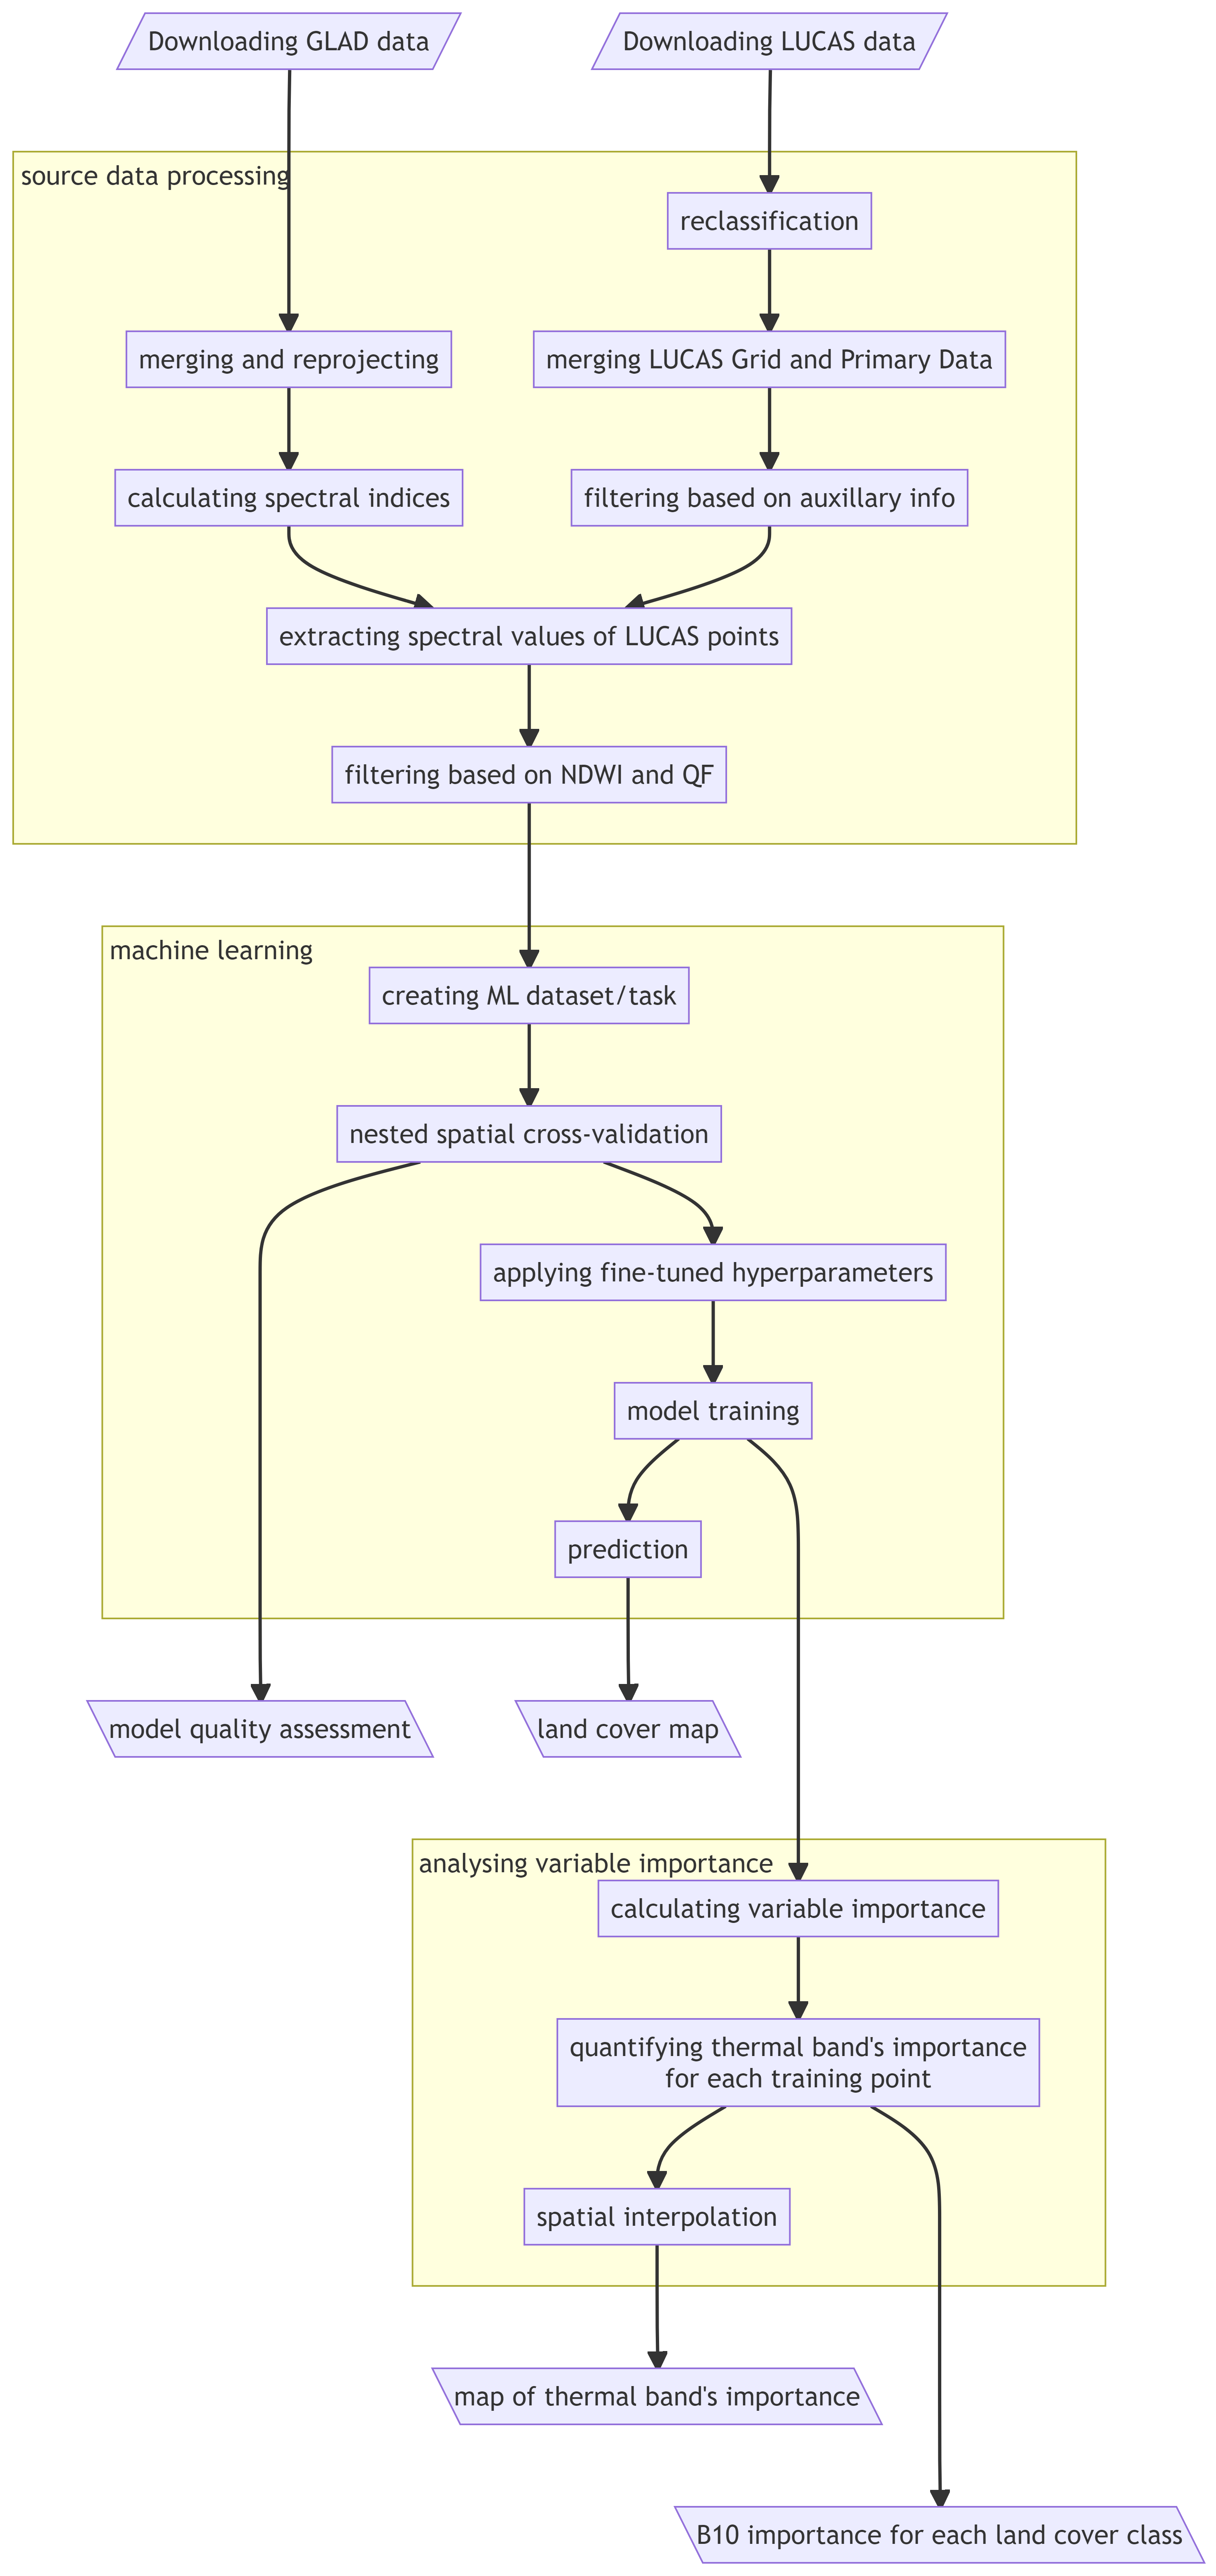 Downloading GLAD data
Downloading LUCAS data
source data processing
reclassification
merging and reprojecting
merging LUCAS Grid and Primary Data
calculating spectral indices
filtering based on auxillary info
extracting spectral values of LUCAS points
filtering based on NDWI and QF
machine learning
creating ML dataset/task
nested spatial cross-validation
applying fine-tuned hyperparameters
model training
prediction
model quality assessment
land cover map
analysing variable importance
calculating variable importance
quantifying thermal band's importance
for each training point
spatial interpolation
map of thermal band's importance
B10 importance for each land cover class